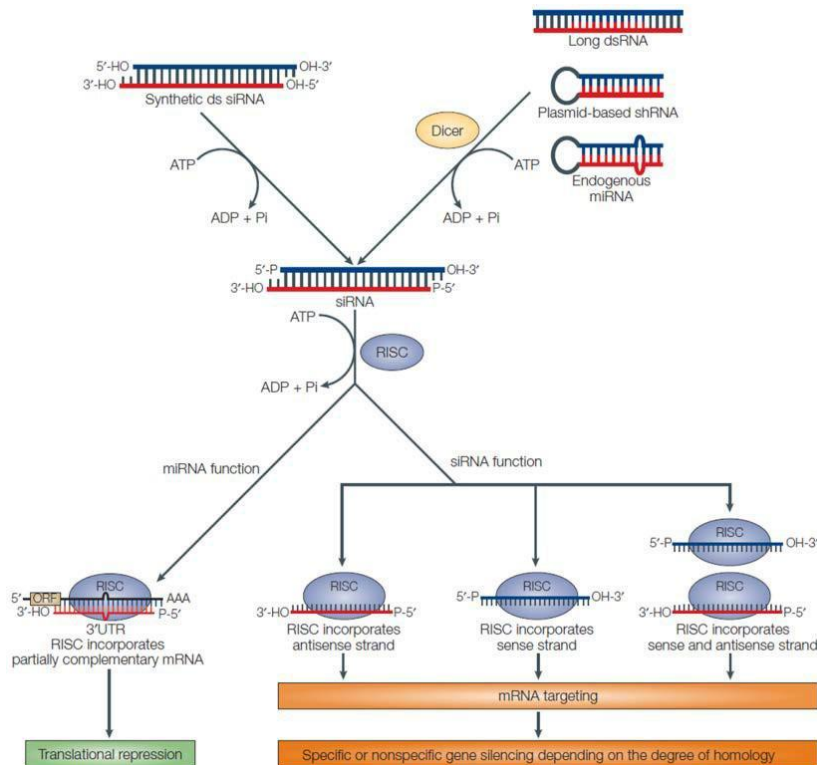 Long dsRNA
5′-HO OH-3′
3′-HO OH-5′
Synthetic ds siRNA
Plasmid-based shRNA
Dicer
ATP
ATP
Endogenous
miRNA
ADP + Pi
ADP + Pi
5′-P OH-3′
3′-HO P-5′
siRNA
ATP
RISC
ADP + Pi
miRNA function
siRNA function
RISC
5′-P OH-3′
RISC
5′ ORF AAA
3′-HO P-5′
3′UTR
RISC incorporates
partially complementary mRNA
RISC
3′-HO P-5′
RISC incorporates
antisense strand
RISC
5′-P OH-3′
RISC incorporates
sense strand
RISC
3′-HO P-5′
RISC incorporates
sense and antisense strand
mRNA targeting
Translational repression
Specific or nonspecific gene silencing depending on the degree of homology